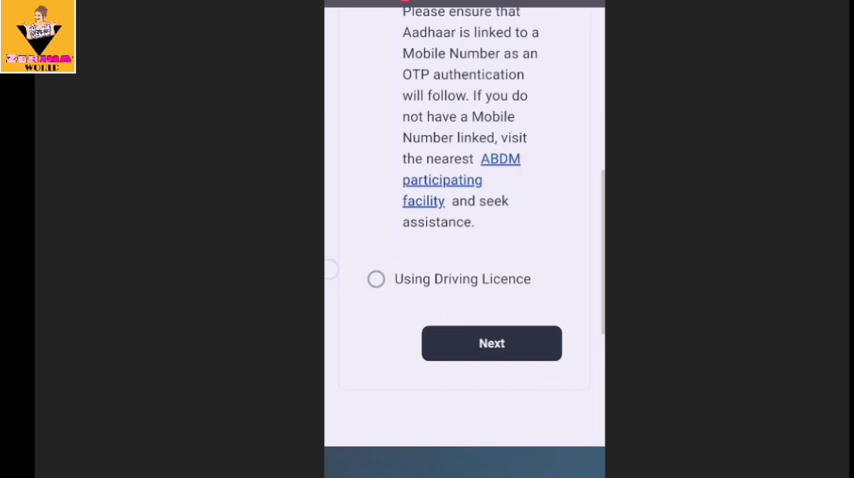 WORLD
Please ensure that
Aadhaar is linked to a
Mobile Number as an
OTP authentication
will follow. If you do
not have a Mobile
Number linked, visit
the nearest ABDM
participating
facility and seek
assistance.
Using Driving Licence
Next